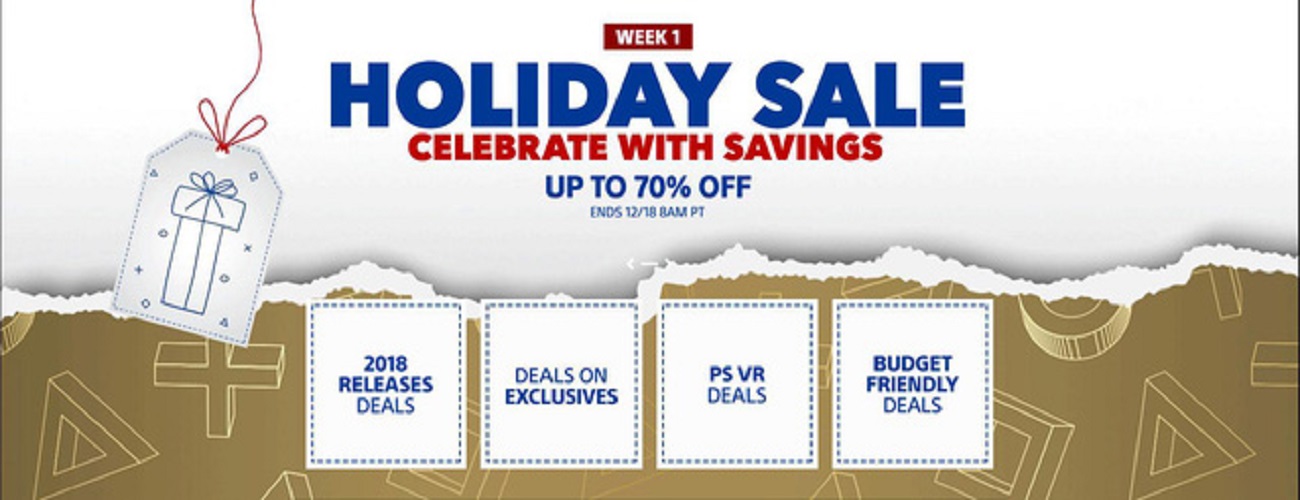 WEEK 1
HOLIDAY SALE
CELEBRATE WITH SAVINGS
UP TO 70% OFF
ENDS 12/18 8AM PT
2018
RELEASES
DEALS
DEALS ON
EXCLUSIVES
PS VR
DEALS
BUDGET
FRIENDLY
DEALS